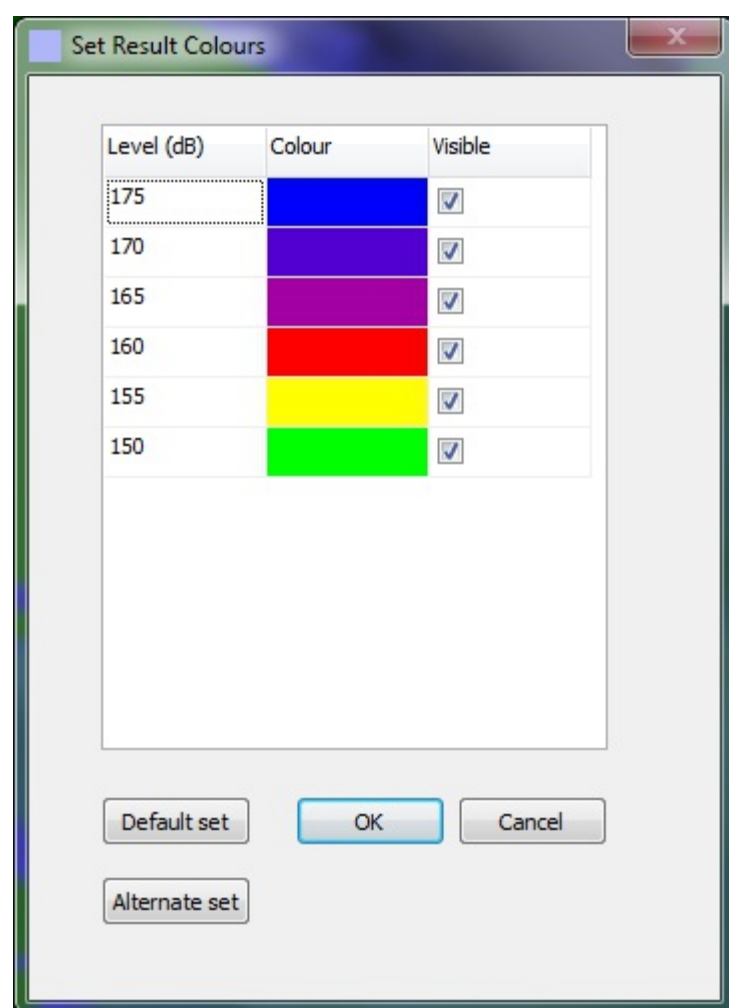 Set Result Colours
Level (dB) Colour Visible
175
170
165
160
155
150
Default set OK Cancel
Alternate set